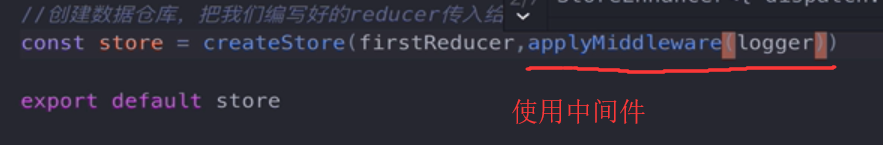 //创建数据仓库，把我们编写好的reducer传入给
const store = createStore(firstReducer,applyMiddleware(logger))
export default store
使用中间件